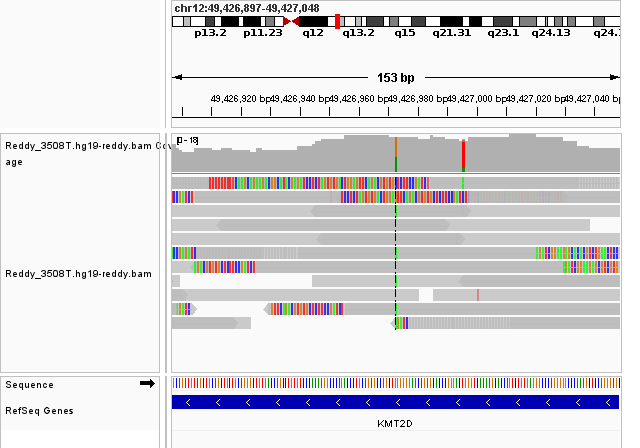 chr12:49,426,897-49,427,048
p13.2 p11.23 q12 q13.2 q15 q21.31 q23.1 q24.13 q24.
153 bp
49,426,920 bp 49,426,940 bp 49,426,960 bp 49,426,980 bp 49,427,000 bp 49,427,020 bp 49,427,040 bp
[0 - 18]
Reddy_3508T.hg19-reddy.bam Cov
age
Reddy_3508T.hg19-reddy.bam
Sequence
RefSeq Genes
KMT2D